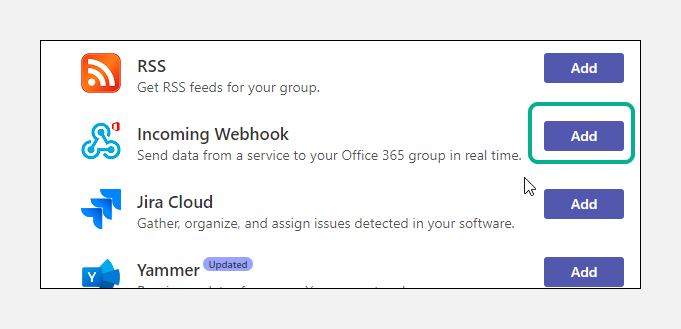 RSS
Add
Get RSS feeds for your group.
Incoming Webhook
Add
Send data from a service to your Office 365 group in real time.
Jira Cloud
Add
Gather, organize, and assign issues detected in your software.
Yammer Updated
Add